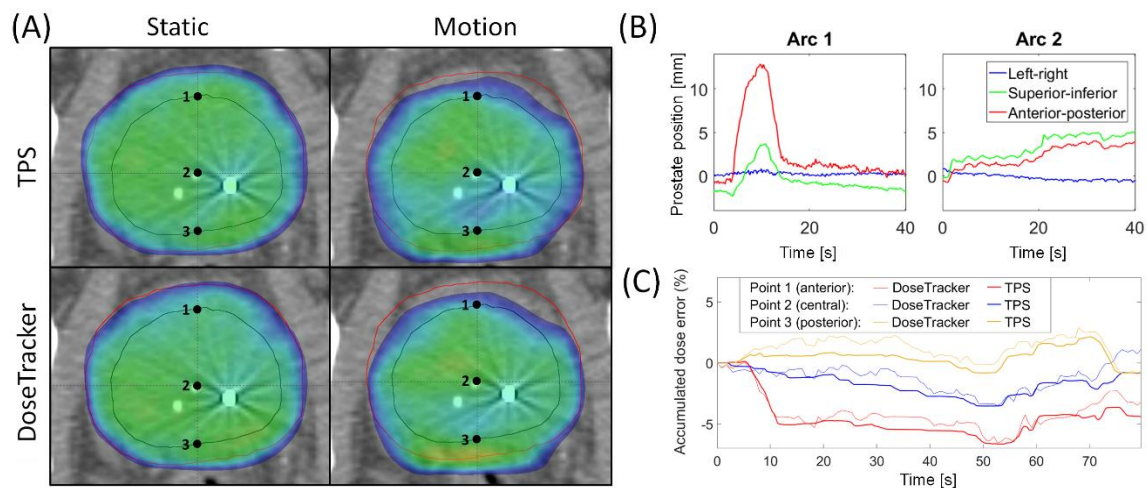 (A)
Static
Motion
TPS
1
2
3
1
2
3
DoseTracker
1
2
3
1
2
3
(B)
Arc 1
Arc 2
Prostate position [mm]
10
5
0
0
20
40
Time [s]
Left-right
Superior-inferior
Anterior-posterior
10
5
0
0
20
40
Time [s]
(C)
Accumulated dose error (%)
5
0
-5
Point 1 (anterior): DoseTracker TPS
Point 2 (central): DoseTracker TPS
Point 3 (posterior): DoseTracker TPS
0 10 20 30 40 50 60 70
Time [s]